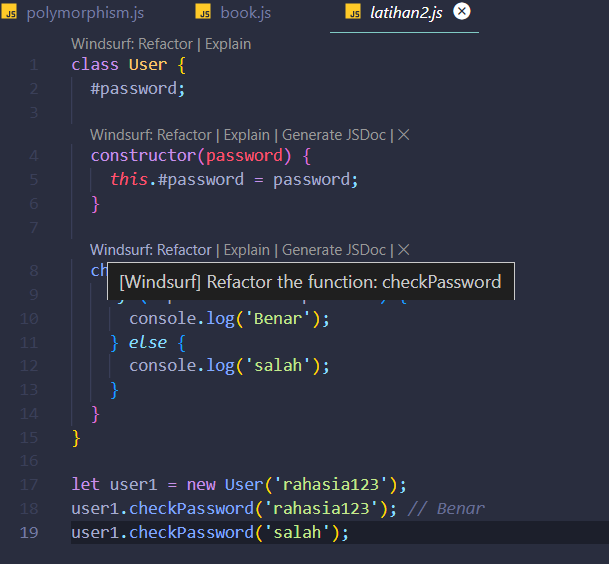 JS polymorphism.js JS book.js JS latihan2.js
Windsurf: Refactor | Explain
1 class User {
2 #password;
3
Windsurf: Refactor | Explain | Generate JSDoc | X
4 constructor(password) {
5 this.#password = password;
6 }
7
Windsurf: Refactor | Explain | Generate JSDoc | X
8
[Windsurf] Refactor the function: checkPassword
9 {
10 console.log('Benar');
11 } else {
12 console.log('salah');
13 }
14 }
15 }
16
17 let user1 = new User('rahasia123');
18 user1.checkPassword('rahasia123'); // Benar
19 user1.checkPassword('salah');